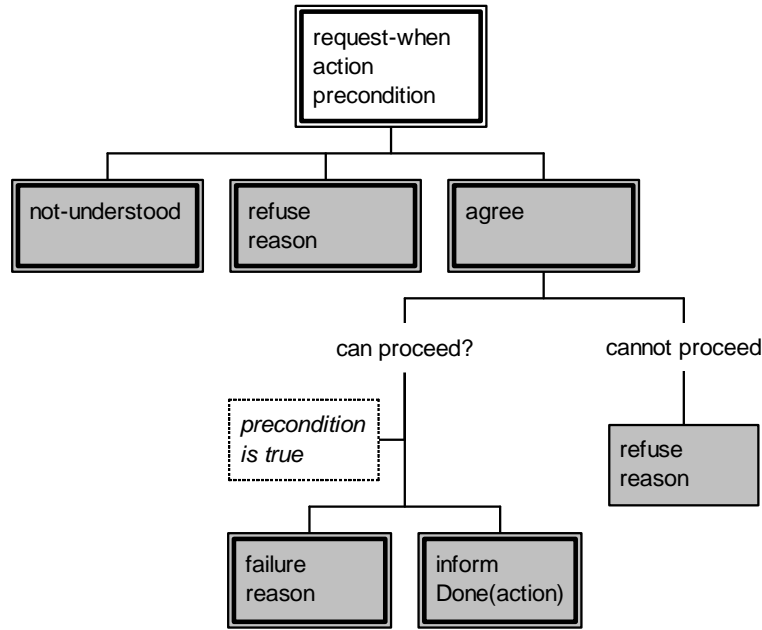 request-when
action
precondition
not-understood
refuse
reason
agree
can proceed?
cannot proceed
precondition
is true
refuse
reason
failure
reason
inform
Done(action)